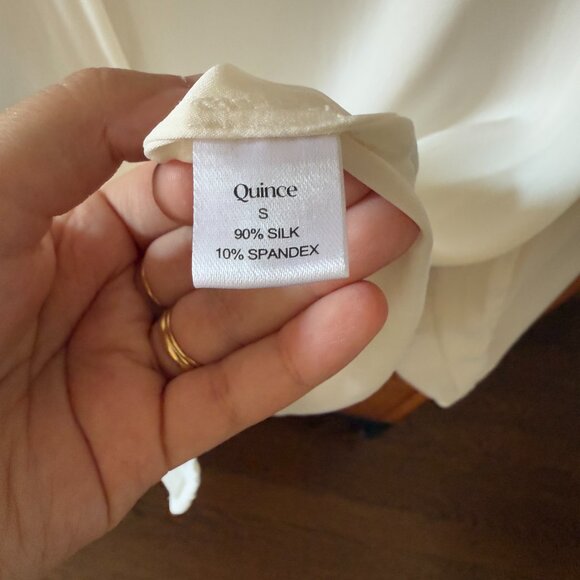 Quince
S
90% SILK
10% SPANDEX